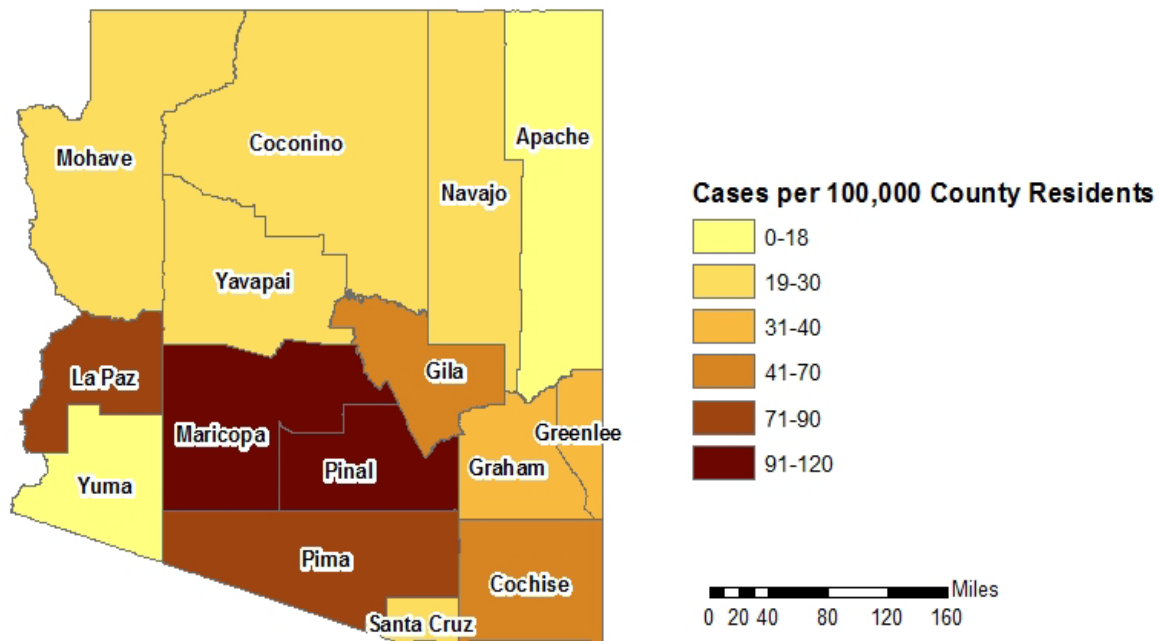 Mohave
Coconino
Navajo
Apache
Yavapai
La Paz
Gila
Maricopa
Pinal
Graham
Greenlee
Yuma
Pima
Cochise
Santa Cruz
Cases per 100,000 County Residents
0-18
19-30
31-40
41-70
71-90
91-120
Miles
0 20 40 80 120 160